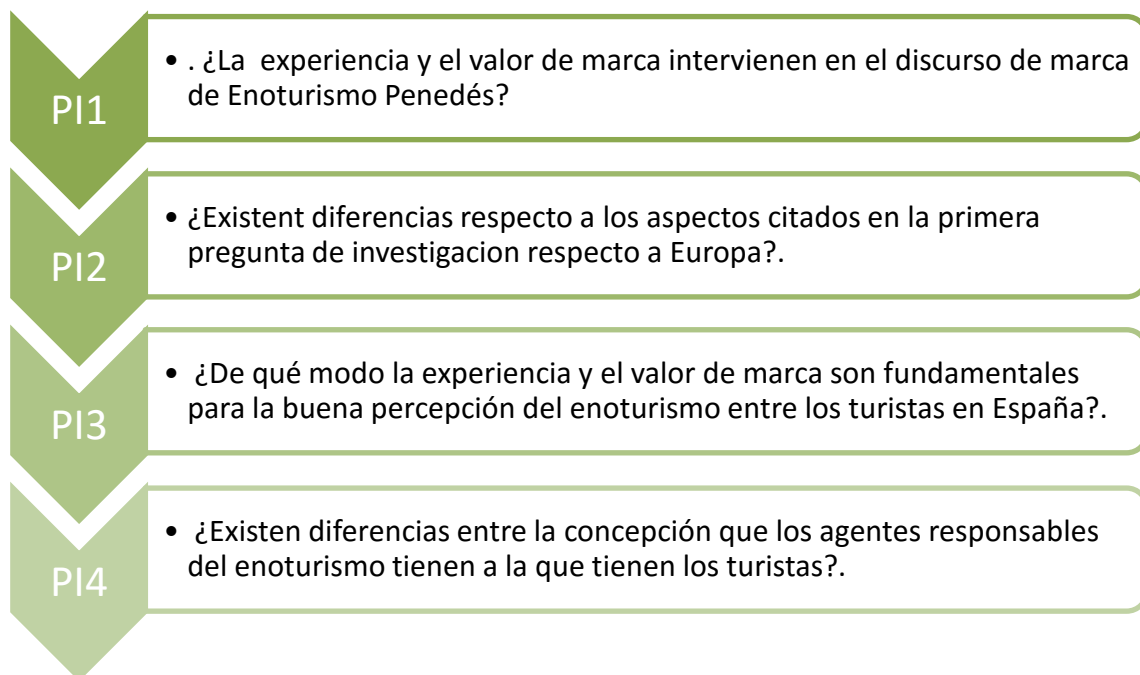 PI1
• . ¿La experiencia y el valor de marca intervienen en el discurso de marca
de Enoturismo Penedés?
PI2
• ¿Existent diferencias respecto a los aspectos citados en la primera
pregunta de investigacion respecto a Europa?.
PI3
• ¿De qué modo la experiencia y el valor de marca son fundamentales
para la buena percepción del enoturismo entre los turistas en España?.
PI4
• ¿Existen diferencias entre la concepción que los agentes responsables
del enoturismo tienen a la que tienen los turistas?.